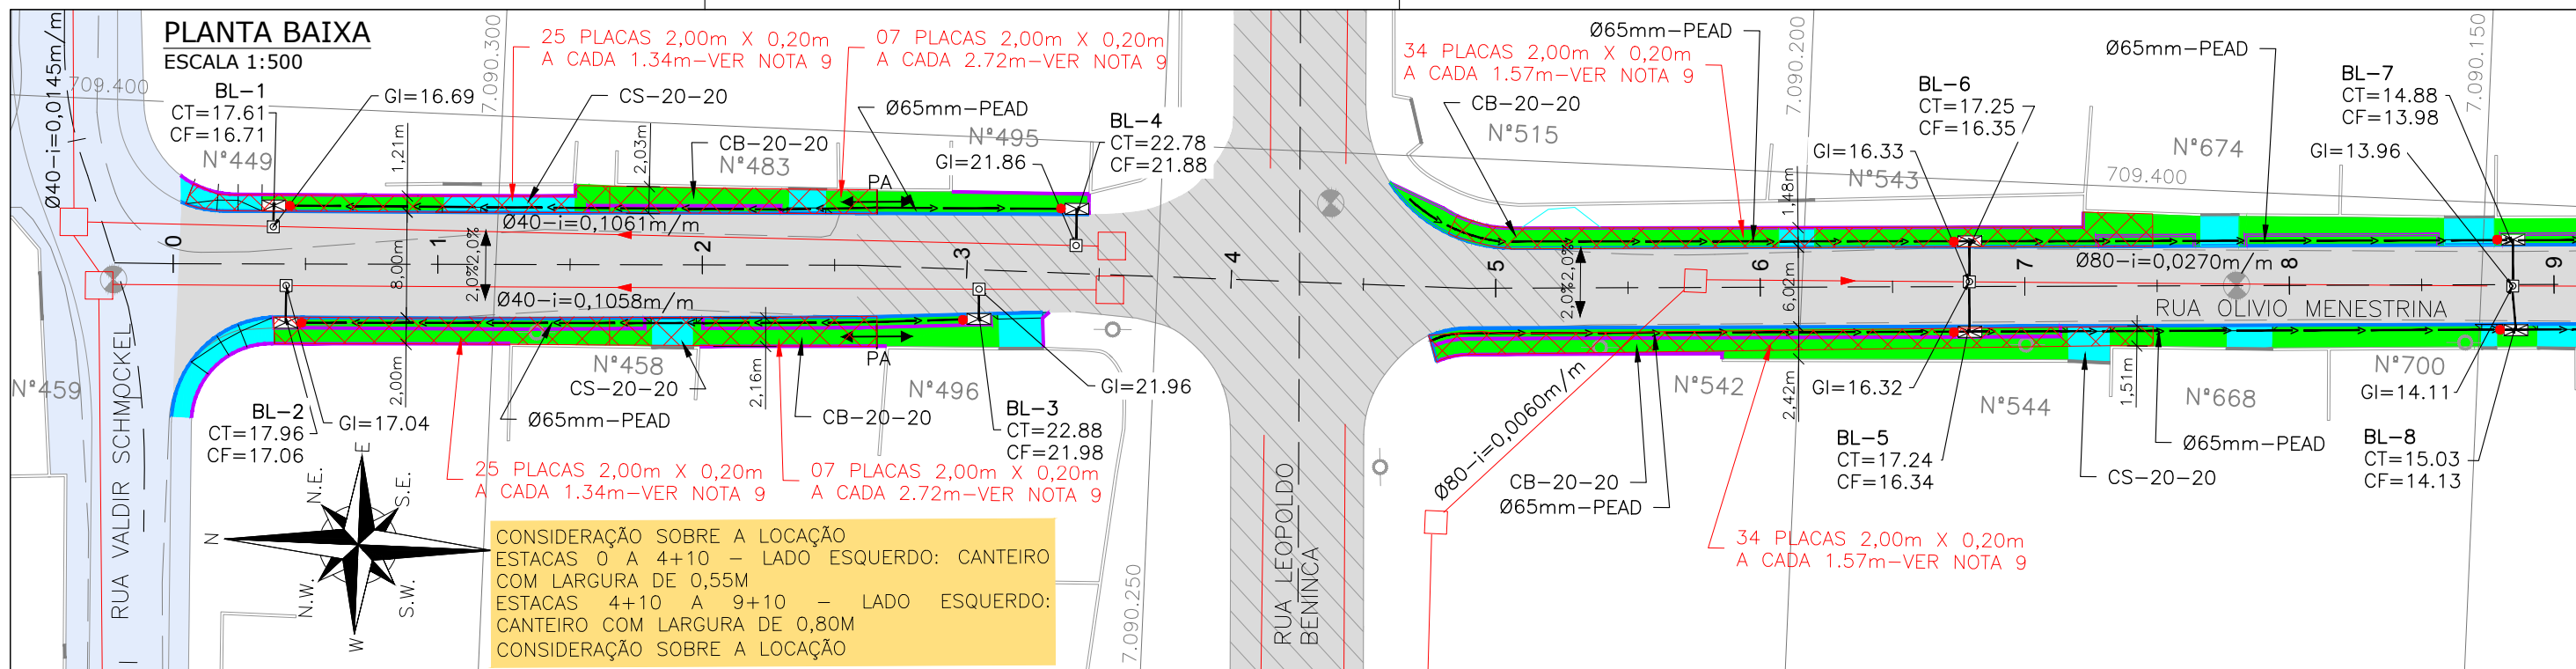 PLANTA BAIXA
ESCALA 1:500
Ø40-i=0,0145m/m
709.400
BL-1
CT=17.61
CF=16.71
N°449
GI=16.69
7.090.300
25 PLACAS 2,00m X 0,20m
A CADA 1.34m-VER NOTA 9
CS-20-20
1,21m
2,03m
CB-20-20
N°483
07 PLACAS 2,00m X 0,20m
A CADA 2.72m-VER NOTA 9
Ø65mm-PEAD
N°495
GI=21.86
PA
BL-4
CT=22.78
CF=21.88
34 PLACAS 2,00m X 0,20m
A CADA 1.57m-VER NOTA 9
CB-20-20
N°515
Ø65mm-PEAD
7.090.200
BL-6
CT=17.25
CF=16.35
GI=16.33
N°543
1,48m
Ø65mm-PEAD
N°674
709.400
BL-7
CT=14.88
CF=13.98
GI=13.96
7.090.150
Ø40-i=0,1061m/m
0
1
2
3
4
5
6
7
8
9
8,00m
2,0%
2,0%
2,0%
2,0%
6,02m
Ø80-i=0,0270m/m
RUA OLIVIO MENESTRINA
Ø40-i=0,1058m/m
N°459
RUA VALDIR SCHMOCKEL
BL-2
CT=17.96
CF=17.06
GI=17.04
2,00m
Ø65mm-PEAD
N°458
CS-20-20
2,16m
CB-20-20
PA
N°496
GI=21.96
BL-3
CT=22.88
CF=21.98
25 PLACAS 2,00m X 0,20m
A CADA 1.34m-VER NOTA 9
07 PLACAS 2,00m X 0,20m
A CADA 2.72m-VER NOTA 9
N
N.E.
E
S.E.
S.W.
W
N.W.
CONSIDERAÇÃO SOBRE A LOCAÇÃO
ESTACAS 0 A 4+10 – LADO ESQUERDO: CANTEIRO
COM LARGURA DE 0,55M
ESTACAS 4+10 A 9+10 – LADO ESQUERDO:
CANTEIRO COM LARGURA DE 0,80M
CONSIDERAÇÃO SOBRE A LOCAÇÃO
7.090.250
RUA LEOPOLDO
BENINCA
Ø80-i=0,0060m/m
CB-20-20
Ø65mm-PEAD
N°542
2,42m
GI=16.32
BL-5
CT=17.24
CF=16.34
N°544
34 PLACAS 2,00m X 0,20m
A CADA 1.57m-VER NOTA 9
CS-20-20
1,51m
Ø65mm-PEAD
N°668
N°700
GI=14.11
BL-8
CT=15.03
CF=14.13